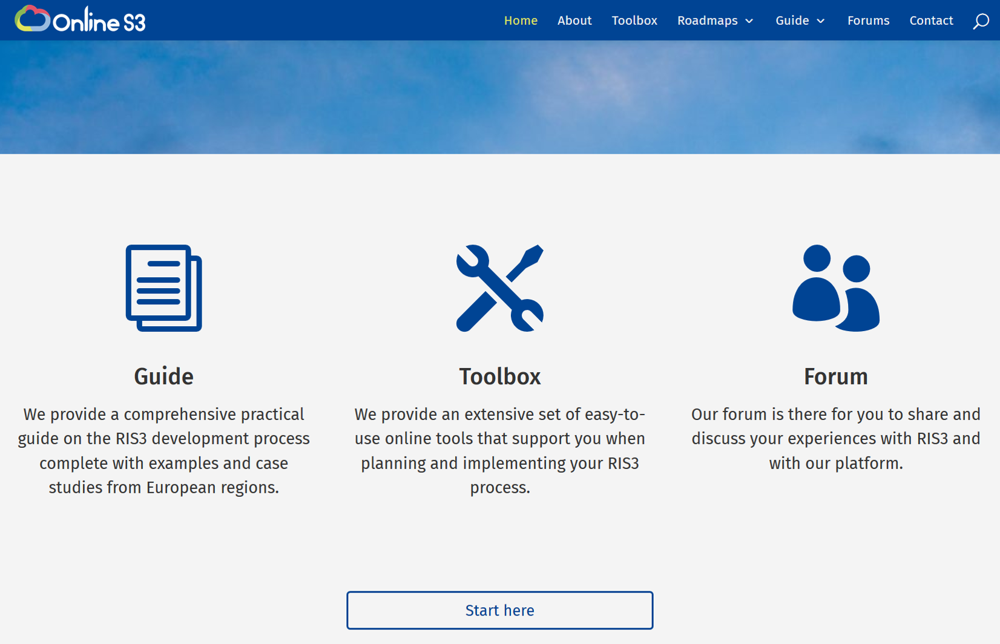 Online S3
Home About Toolbox Roadmaps Guide Forums Contact
Guide
We provide a comprehensive practical
guide on the RIS3 development process
complete with examples and case
studies from European regions.
Toolbox
We provide an extensive set of easy-to-
use online tools that support you when
planning and implementing your RIS3
process.
Forum
Our forum is there for you to share and
discuss your experiences with RIS3 and
with our platform.
Start here